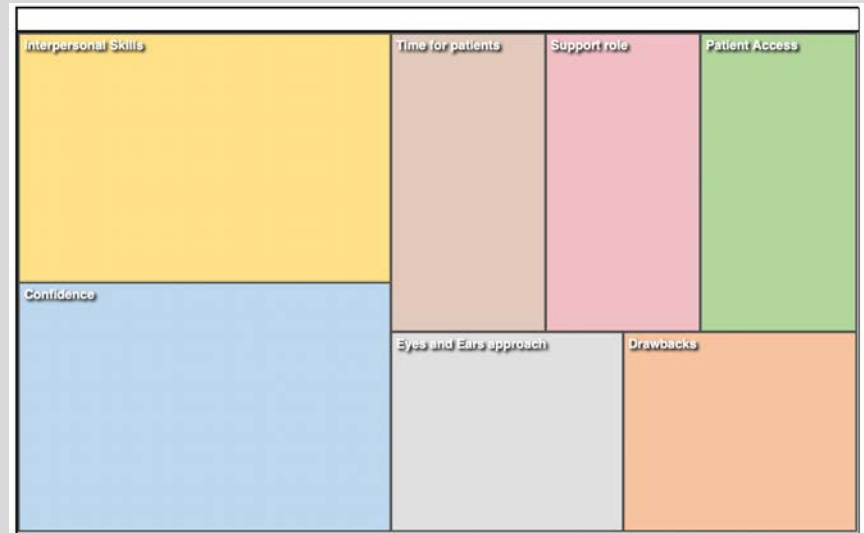 Interpersonal Skills
Time for patients
Support role
Patient Access
Confidence
Eyes and Ears approach
Drawbacks